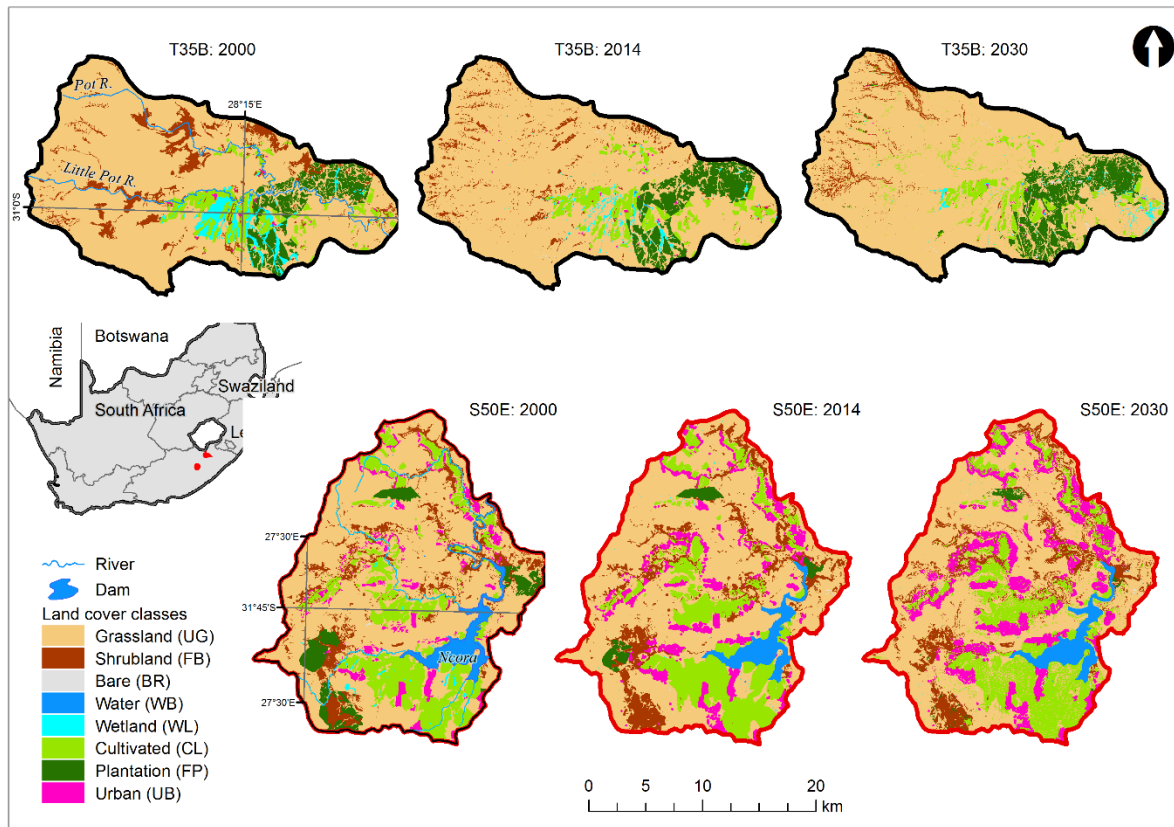 T35B: 2000
T35B: 2014
T35B: 2030
Pot R.
28°15'E
Little Pot R.
31°0'S
Namibia
Botswana
Swaziland
South Africa
Le
S50E: 2000
S50E: 2014
S50E: 2030
27°30'E
31°45'S
Ncora
27°30'E
River
Dam
Land cover classes
Grassland (UG)
Shrubland (FB)
Bare (BR)
Water (WB)
Wetland (WL)
Cultivated (CL)
Plantation (FP)
Urban (UB)
0 5 10 20
km